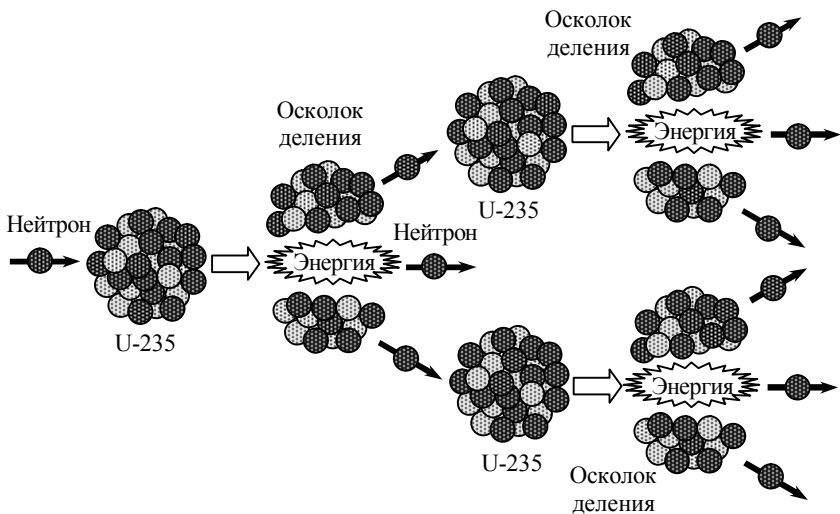 Осколок
деления
Энергия
U-235
Осколок
деления
Нейтрон
Энергия
Нейтрон
U-235
Энергия
U-235
Осколок
деления